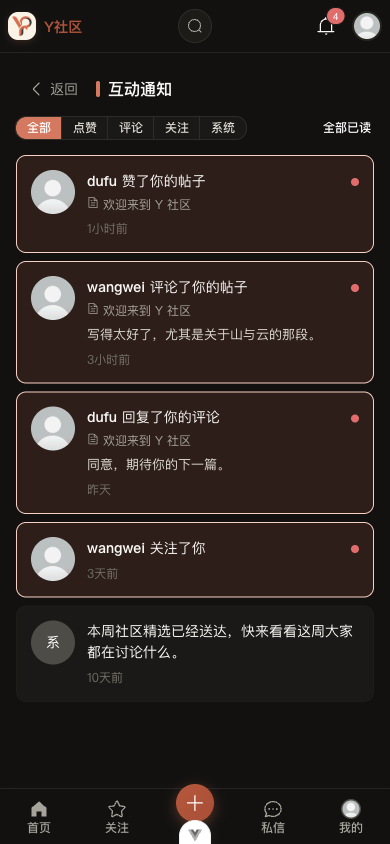 Y社区
4
返回
互动通知
全部
点赞
评论
关注
系统
全部已读
dufu 赞了你的帖子
欢迎来到 Y 社区
1小时前
wangwei 评论了你的帖子
欢迎来到 Y 社区
写得太好了，尤其是关于山与云的那段。
3小时前
dufu 回复了你的评论
欢迎来到 Y 社区
同意，期待你的下一篇。
昨天
wangwei 关注了你
3天前
系
本周社区精选已经送达，快来看看这周大家
都在讨论什么。
10天前
首页
关注
私信
我的